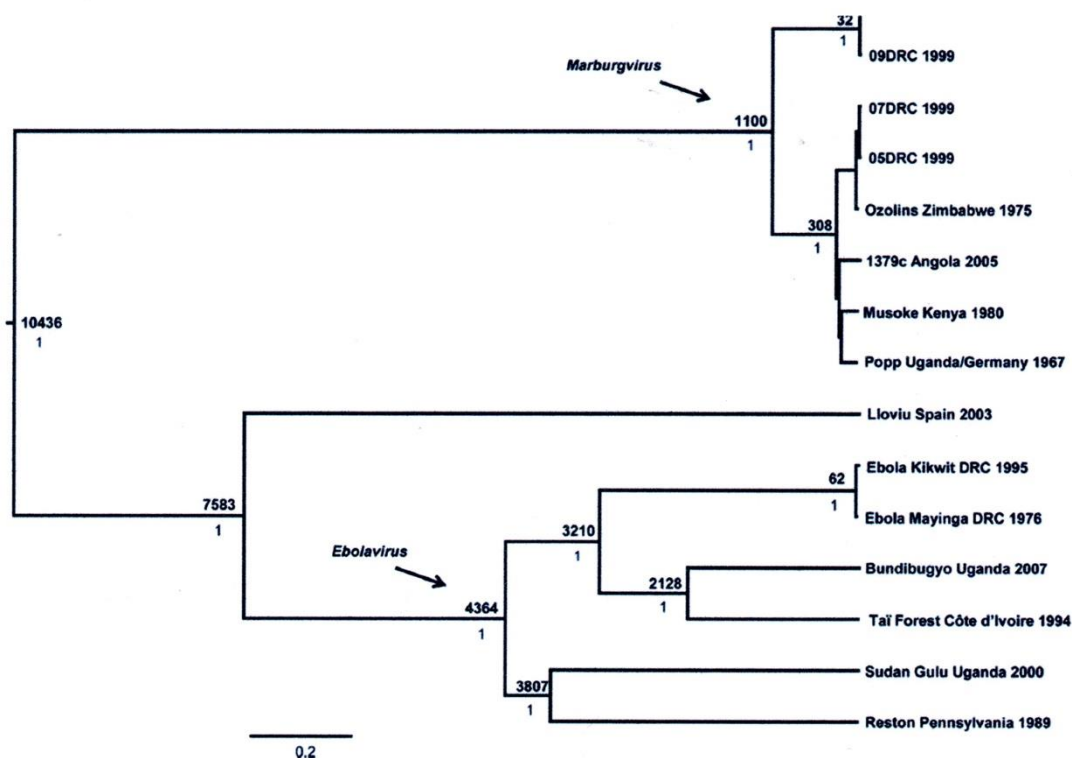 32
1
09DRC 1999
Marburgvirus
07DRC 1999
1100
1
05DRC 1999
Ozolins Zimbabwe 1975
308
1
1379c Angola 2005
Musoke Kenya 1980
10436
1
Popp Uganda/Germany 1967
Lloviu Spain 2003
Ebola Kikwit DRC 1995
62
1
7583
1
Ebola Mayinga DRC 1976
3210
1
Ebolavirus
Bundibugyo Uganda 2007
2128
1
4364
1
Taï Forest Côte d'Ivoire 1994
Sudan Gulu Uganda 2000
3807
1
Reston Pennsylvania 1989
0.2